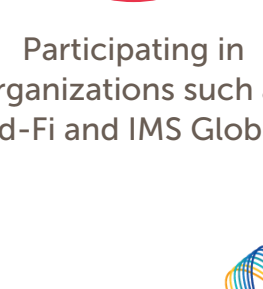 Participating in
rganizations such a
d-Fi and IMS Glob